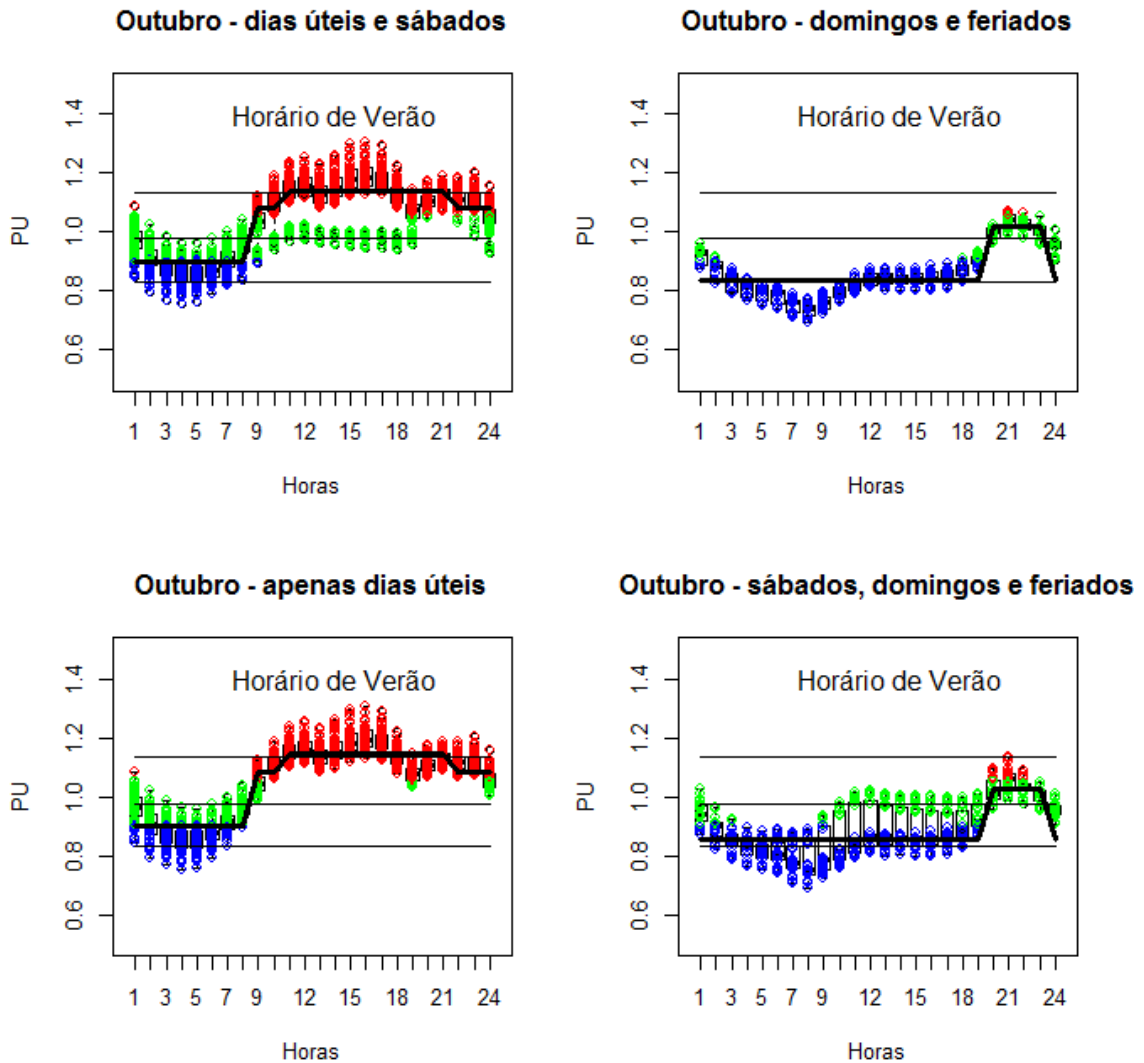 Outubro - dias úteis e sábados
Horário de Verão
PU
1.4
1.2
1.0
0.8
0.6
1 3 5 7 9 12 15 18 21 24
Horas
Outubro - domingos e feriados
Horário de Verão
PU
1.4
1.2
1.0
0.8
0.6
1 3 5 7 9 12 15 18 21 24
Horas
Outubro - apenas dias úteis
Horário de Verão
PU
1.4
1.2
1.0
0.8
0.6
1 3 5 7 9 12 15 18 21 24
Horas
Outubro - sábados, domingos e feriados
Horário de Verão
PU
1.4
1.2
1.0
0.8
0.6
1 3 5 7 9 12 15 18 21 24
Horas